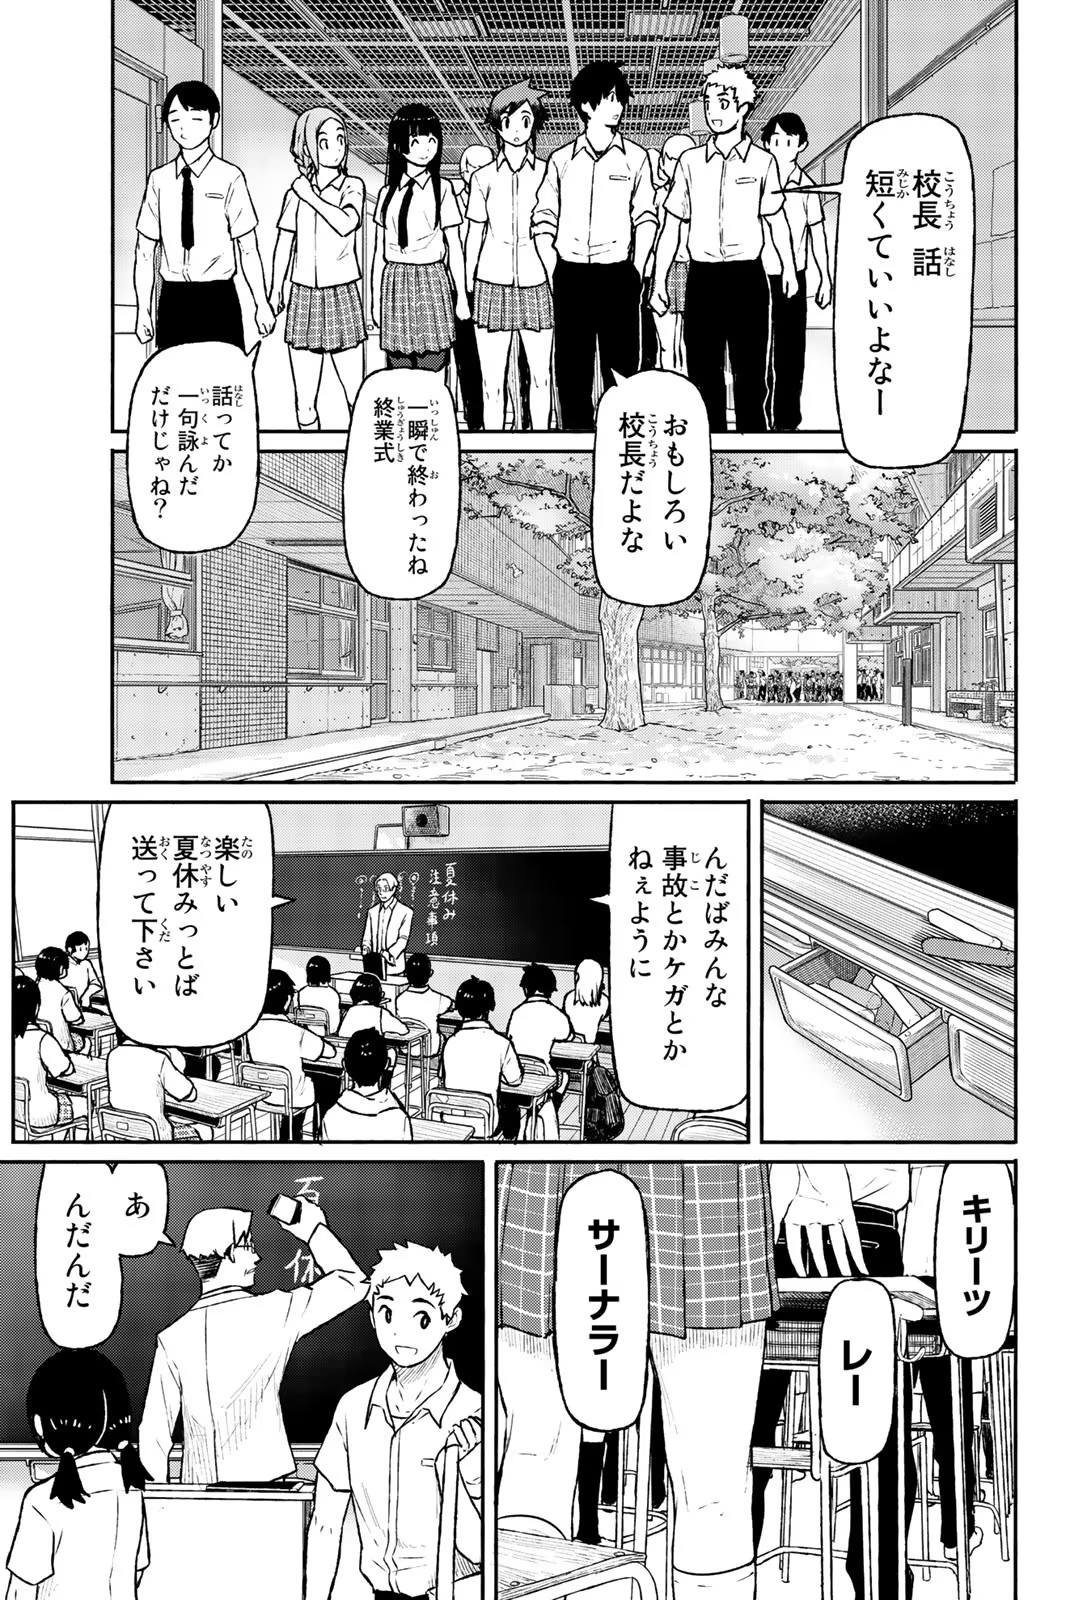 校長 話
短くていいよなー
おもしろい
校長だよな
一瞬で終わったね
終業式
話ってか
一句詠んだ
だけじゃね？
んだばみんな
事故とかケガとか
ねぇように
夏休み
注意事項
楽しい
夏休みっとば
送って下さい
キリーツ
レー
サーナラー
休
あ
んだんだ